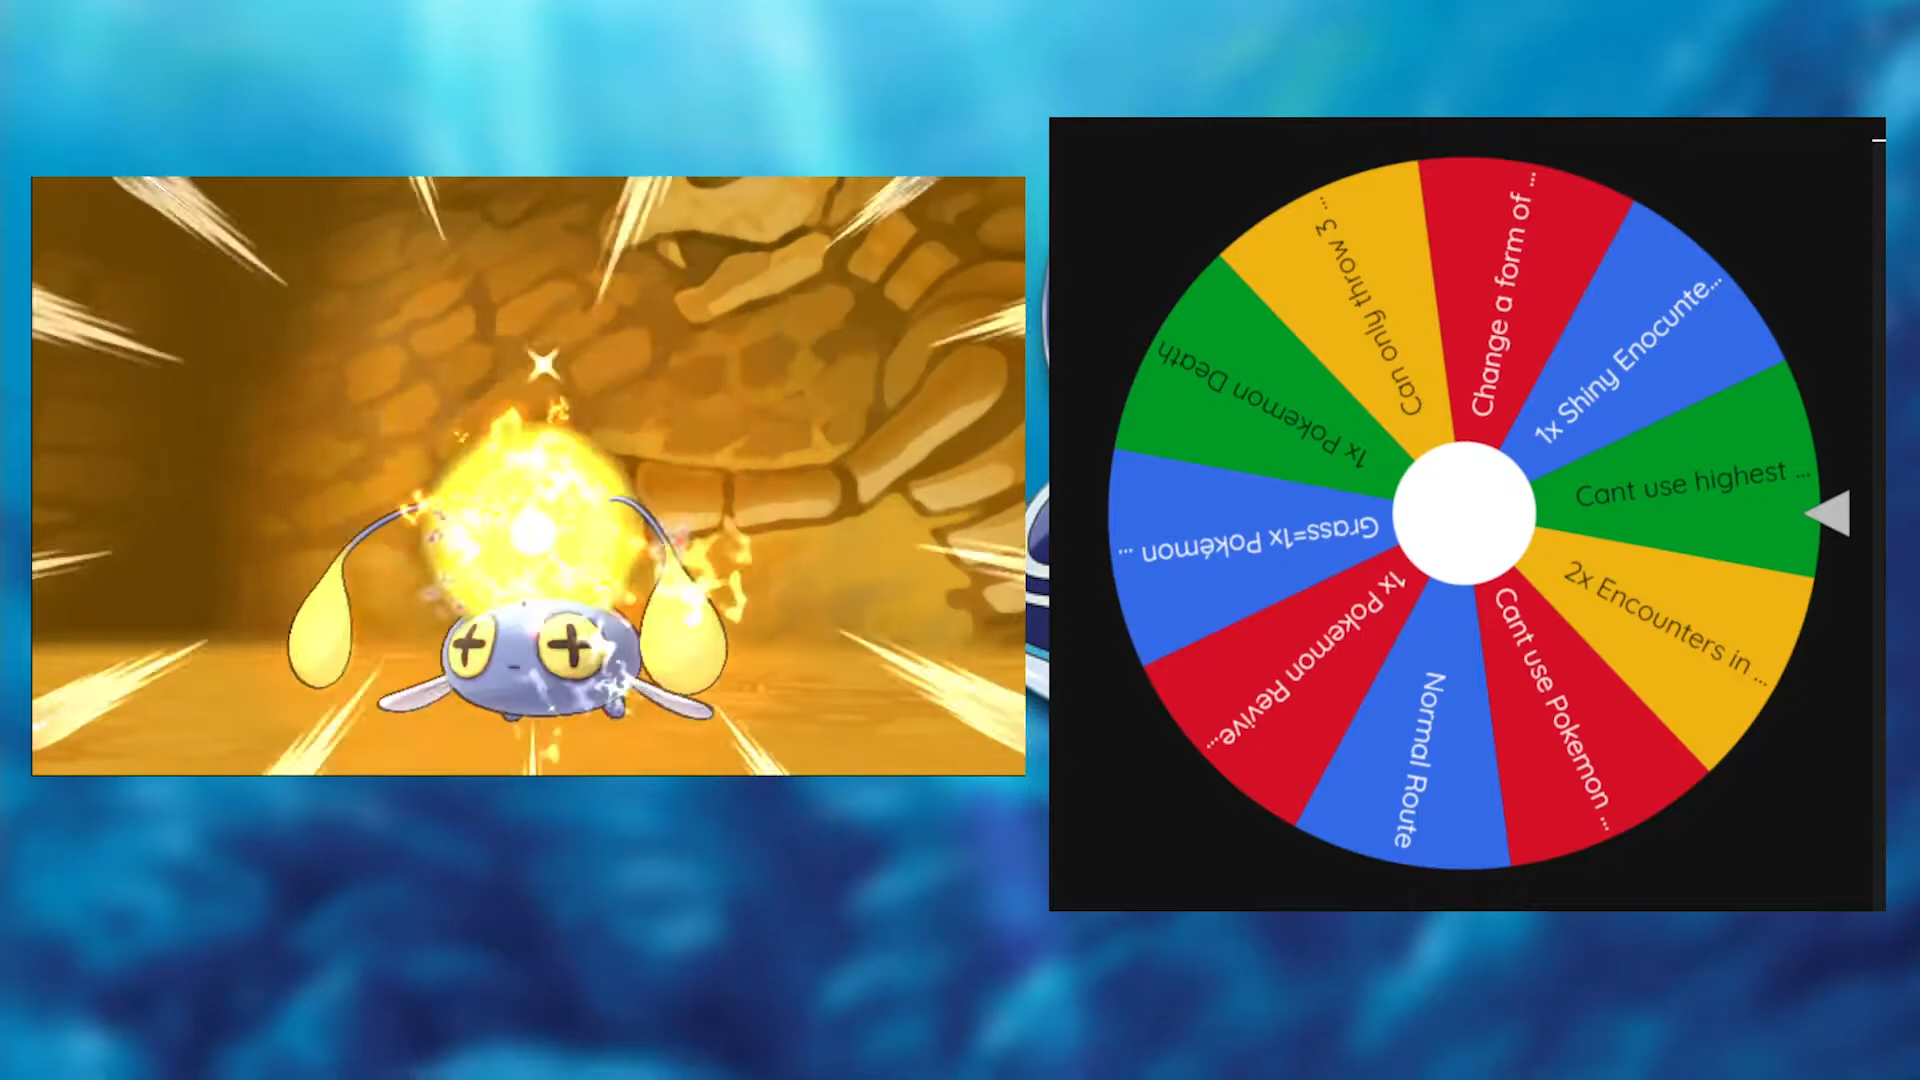 Change a form of ...
1x Shiny Enocunte...
Cant use highest ...
2x Encounters in ...
Cant use Pokemon ...
Normal Route
1x Pokemon Revive...
Grass=1x Pokémon ...
1x Pokemon Death
Can only throw 3 ...